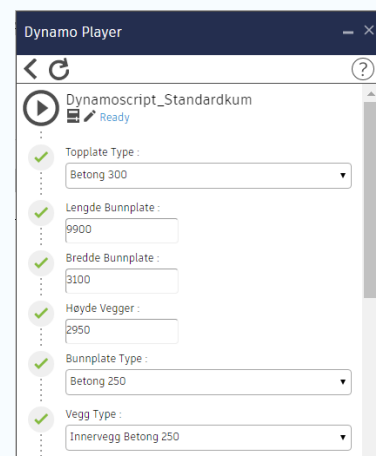 Dynamo Player
Dynamoscript_Standardkum
Ready
Topplate Type :
Betong 300
Lengde Bunnplate :
9900
Bredde Bunnplate :
3100
Høyde Vegger :
2950
Bunnplate Type :
Betong 250
Vegg Type :
Innervegg Betong 250